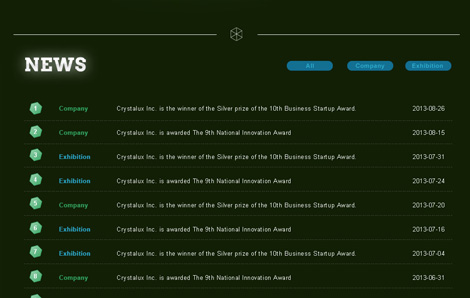 NEWS
All Company Exhibition
1 Company Crystalux Inc. is the winner of the Silver prize of the 10th Business Startup Award. 2013-08-26
2 Company Crystalux Inc. is awarded The 9th National Innovation Award 2013-08-15
3 Exhibition Crystalux Inc. is the winner of the Silver prize of the 10th Business Startup Award. 2013-07-31
4 Exhibition Crystalux Inc. is awarded The 9th National Innovation Award 2013-07-24
5 Company Crystalux Inc. is the winner of the Silver prize of the 10th Business Startup Award. 2013-07-20
6 Exhibition Crystalux Inc. is awarded The 9th National Innovation Award 2013-07-16
7 Exhibition Crystalux Inc. is the winner of the Silver prize of the 10th Business Startup Award. 2013-07-04
8 Company Crystalux Inc. is awarded The 9th National Innovation Award 2013-06-31